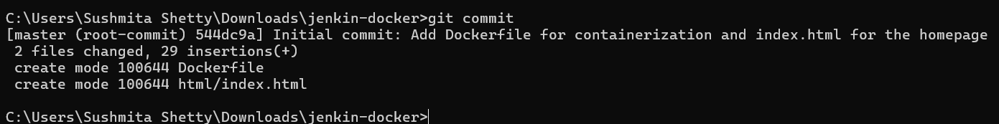 C:\Users\Sushmita Shetty\Downloads\jenkin-docker>git commit
[master (root-commit) 544dc9a] Initial commit: Add Dockerfile for containerization and index.html for the homepage
 2 files changed, 29 insertions(+)
 create mode 100644 Dockerfile
 create mode 100644 html/index.html
C:\Users\Sushmita Shetty\Downloads\jenkin-docker>